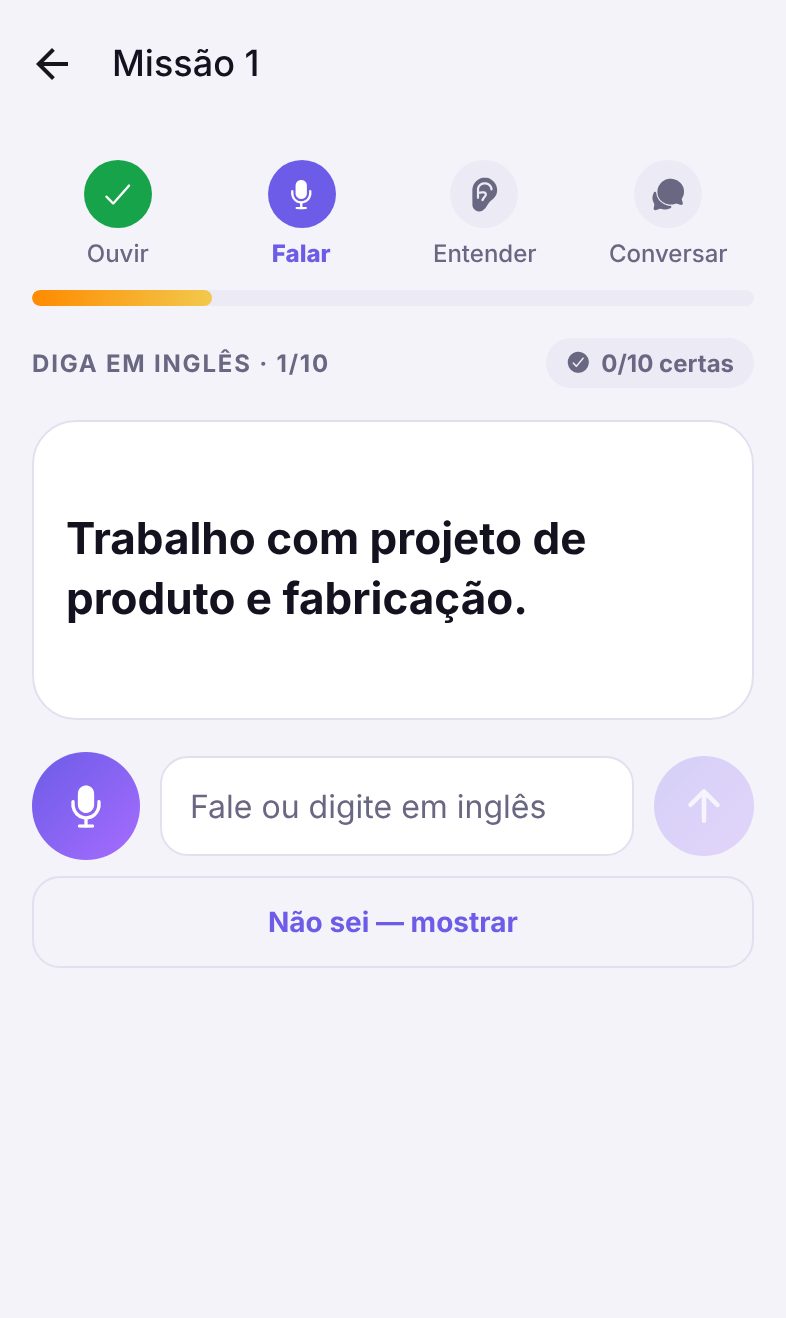 Missão 1
Ouvir
Falar
Entender
Conversar
DIGA EM INGLÊS · 1/10
0/10 certas
Trabalho com projeto de
produto e fabricação.
Fale ou digite em inglês
Não sei — mostrar